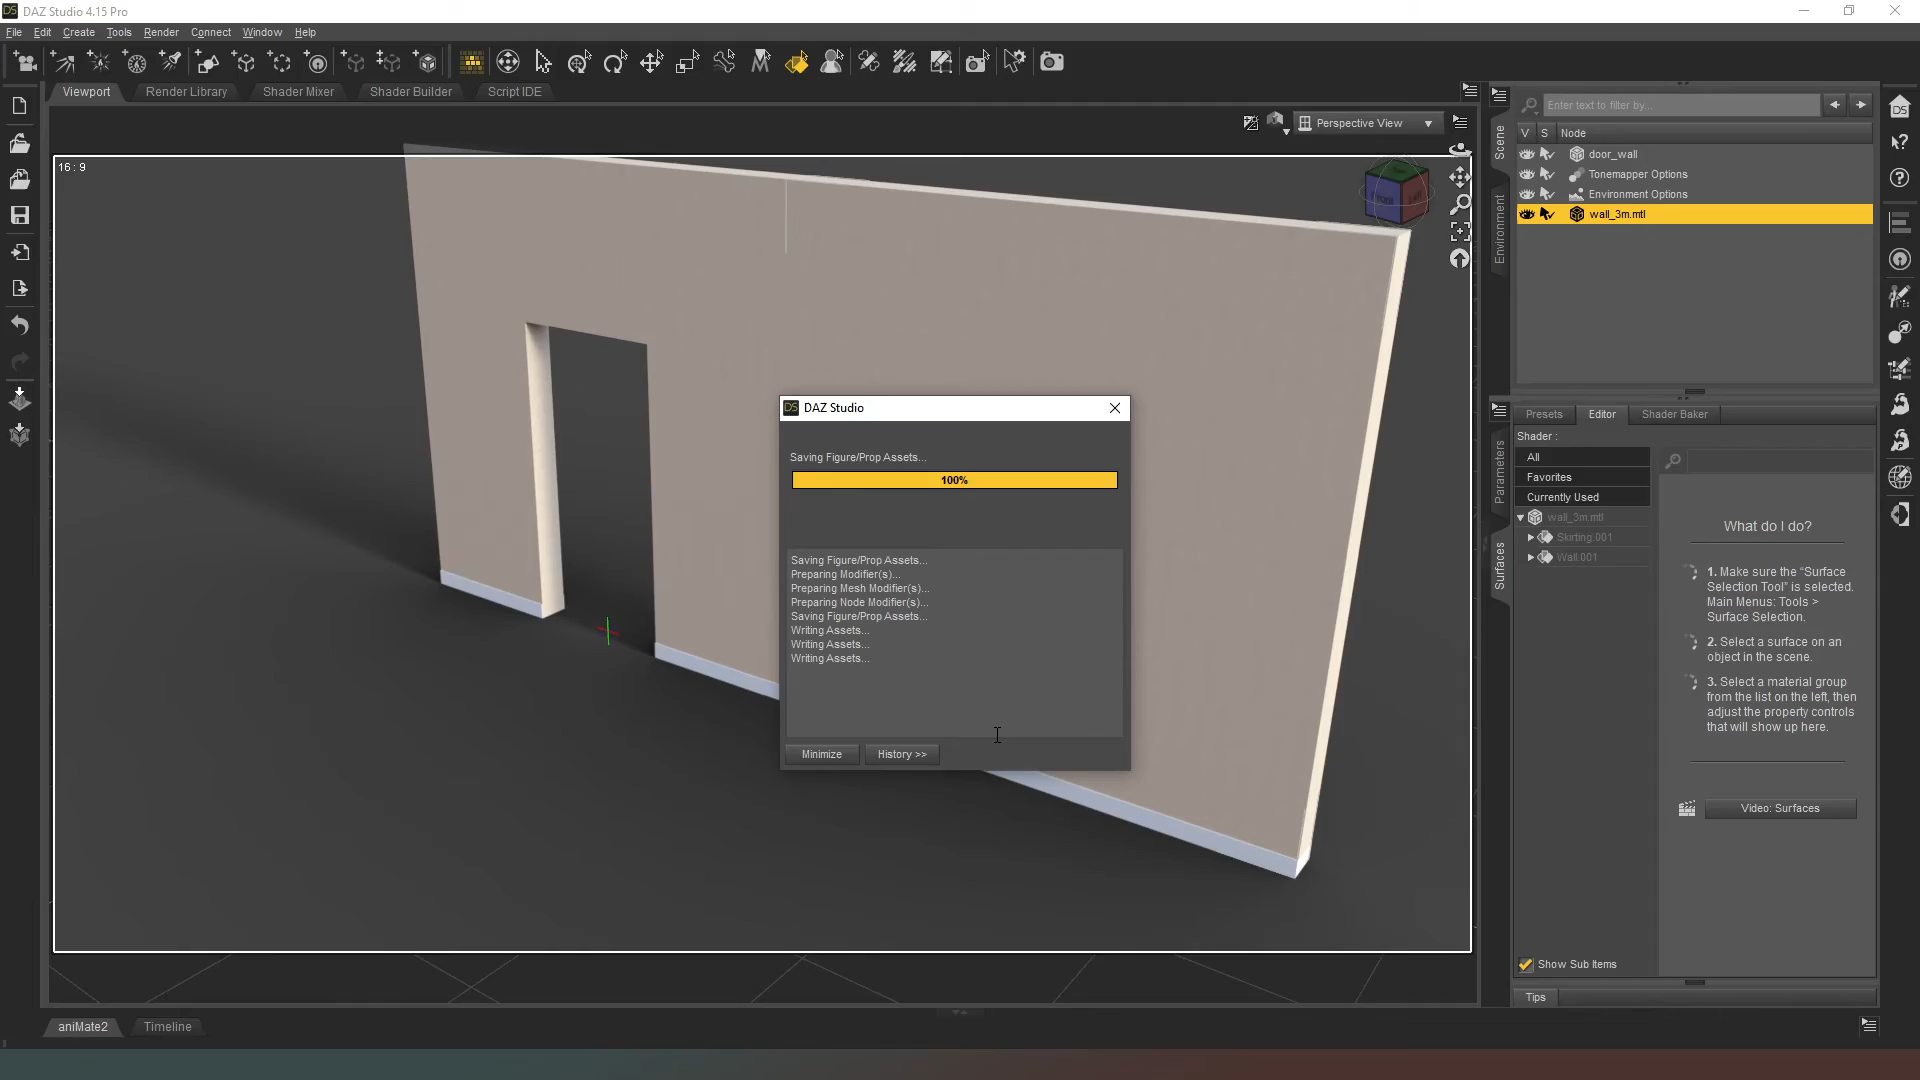 DAZ Studio 4.15 Pro
File Edit Create Tools Render Connect Window Help
Viewport Render Library Shader Mixer Shader Builder Script IDE
Perspective View
16 : 9
DAZ Studio
Saving Figure/Prop Assets...
100%
Saving Figure/Prop Assets...
Preparing Modifier(s)...
Preparing Mesh Modifier(s)...
Preparing Node Modifier(s)...
Saving Figure/Prop Assets...
Writing Assets...
Writing Assets...
Writing Assets...
Minimize History >>
Scene
Environment
Enter text to filter by...
V S Node
door_wall
Tonemapper Options
Environment Options
wall_3m.mtl
Parameters
Surfaces
Presets Editor Shader Baker
Shader :
All
Favorites
Currently Used
wall_3m.mtl
Skirting.001
Wall.001
What do I do?
1. Make sure the “Surface
Selection Tool” is selected.
Main Menus: Tools >
Surface Selection.
2. Select a surface on an
object in the scene.
3. Select a material group
from the list on the left, then
adjust the property controls
that will show up here.
Video: Surfaces
Show Sub Items
Tips
aniMate2 Timeline